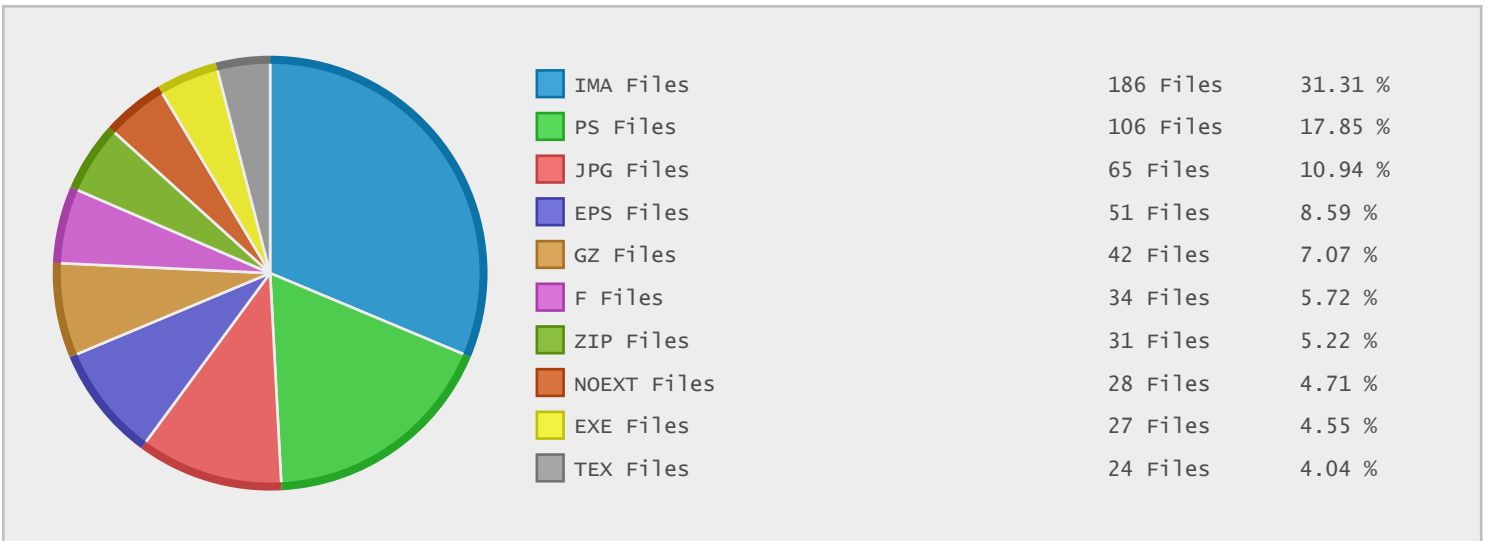 IMA Files 186 Files 31.31 %
PS Files 106 Files 17.85 %
JPG Files 65 Files 10.94 %
EPS Files 51 Files 8.59 %
GZ Files 42 Files 7.07 %
F Files 34 Files 5.72 %
ZIP Files 31 Files 5.22 %
NOEXT Files 28 Files 4.71 %
EXE Files 27 Files 4.55 %
TEX Files 24 Files 4.04 %